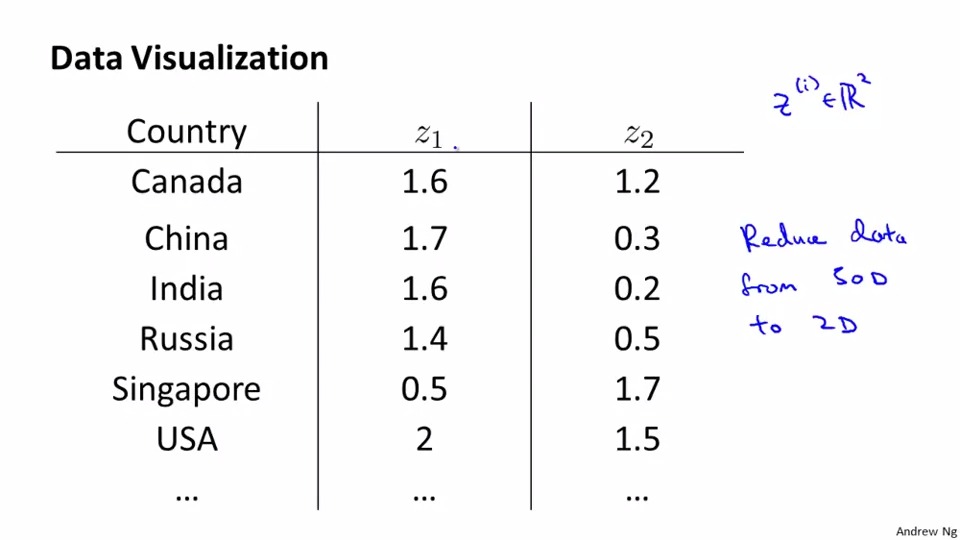 Data Visualization
z^(i) ∈ ℝ^2
Country z_1 z_2
Canada 1.6 1.2
China 1.7 0.3
Reduce data
India 1.6 0.2
from 50D
Russia 1.4 0.5
to 2D
Singapore 0.5 1.7
USA 2 1.5
... ... ...
Andrew Ng